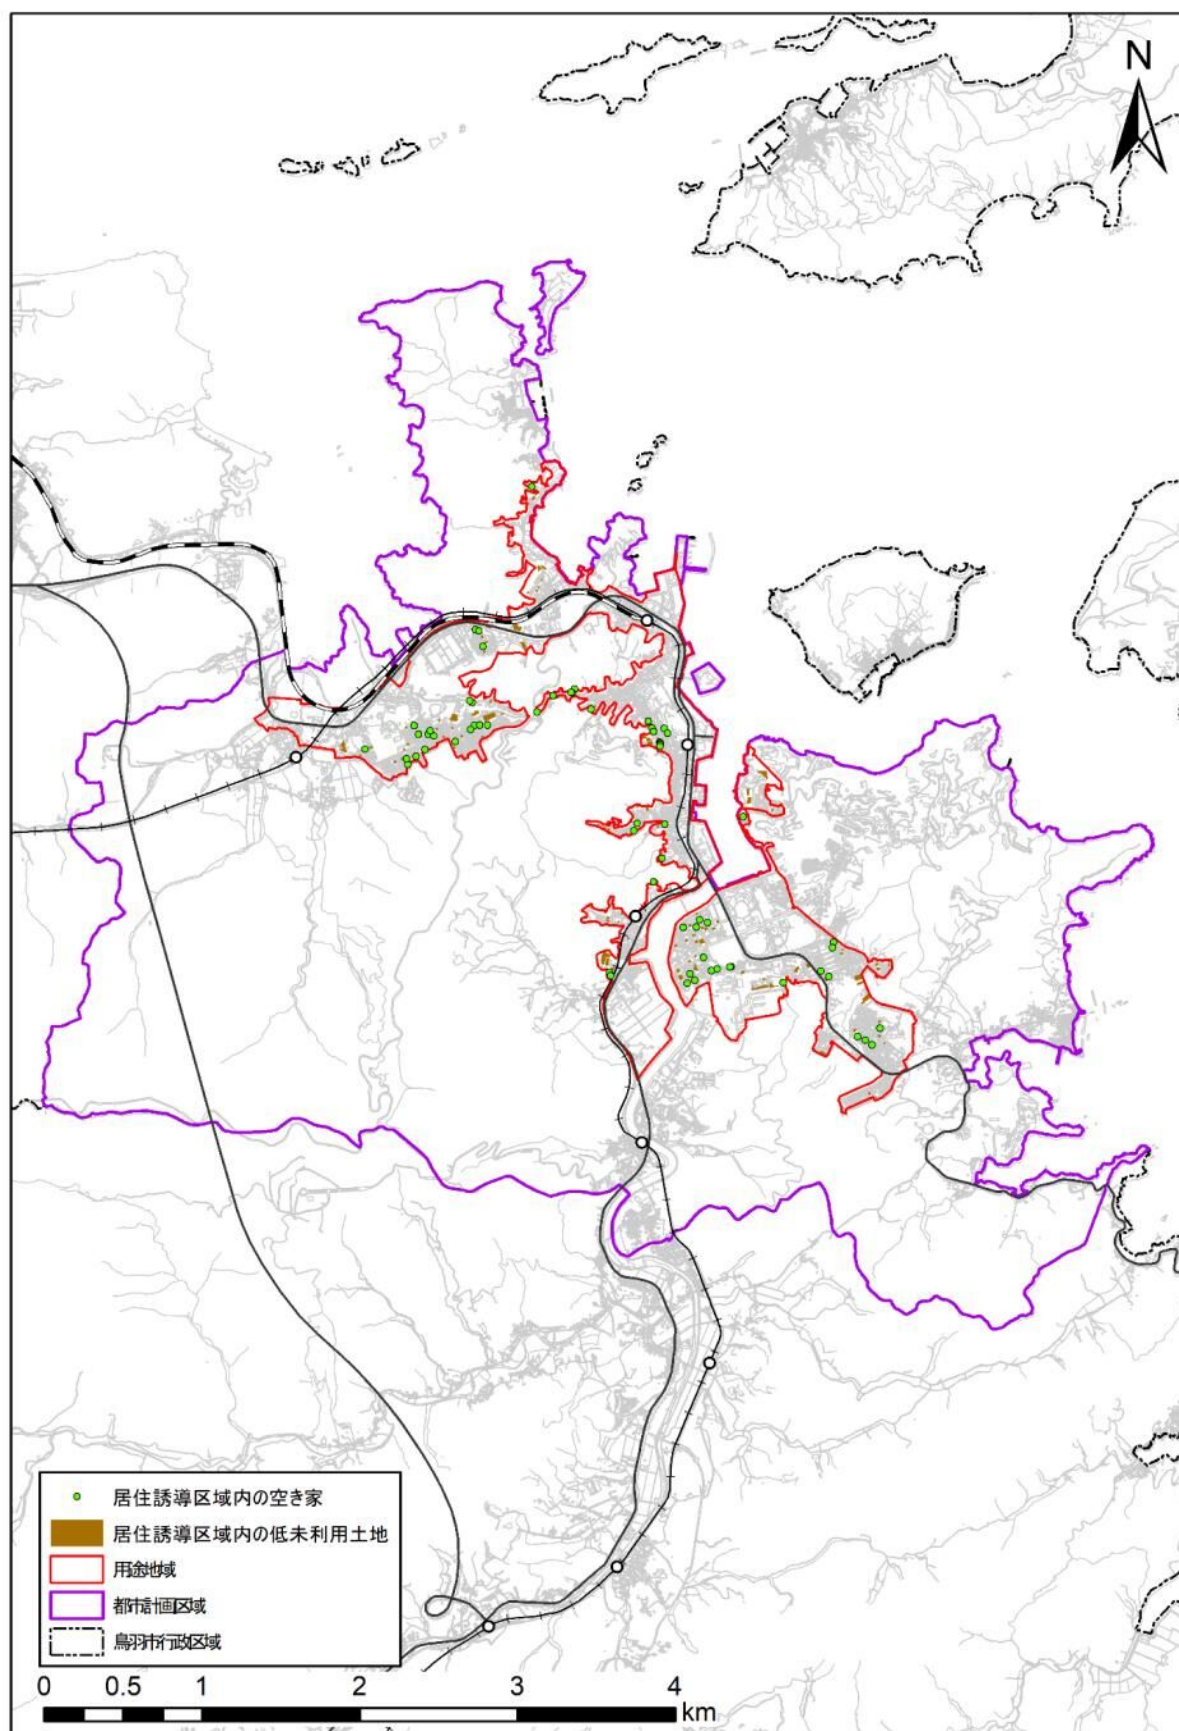 N
居住誘導区域内の空き家
居住誘導区域内の低未利用土地
用途地域
都市計画区域
鳥羽市行政区域
0 0.5 1 2 3 4
km